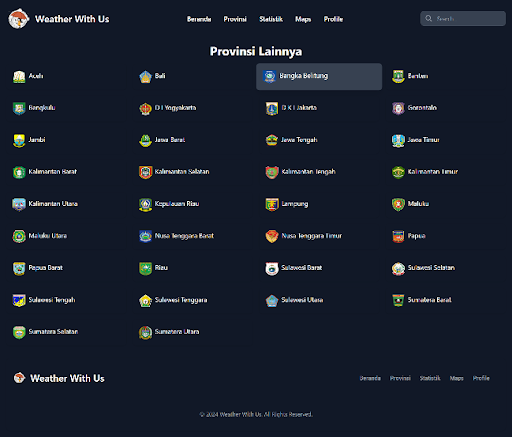 Weather With Us Beranda Provinsi Statistik Maps Profile Search
Provinsi Lainnya
Aceh Bali Bangka Belitung Banten
Bengkulu D I Yogyakarta D K I Jakarta Gorontalo
Jambi Jawa Barat Jawa Tengah Jawa Timur
Kalimantan Barat Kalimantan Selatan Kalimantan Tengah Kalimantan Timur
Kalimantan Utara Kepulauan Riau Lampung Maluku
Maluku Utara Nusa Tenggara Barat Nusa Tenggara Timur Papua
Papua Barat Riau Sulawesi Barat Sulawesi Selatan
Sulawesi Tengah Sulawesi Tenggara Sulawesi Utara Sumatera Barat
Sumatera Selatan Sumatera Utara
Weather With Us Beranda Provinsi Statistik Maps Profile
© 2024 Weather With Us. All Rights Reserved.